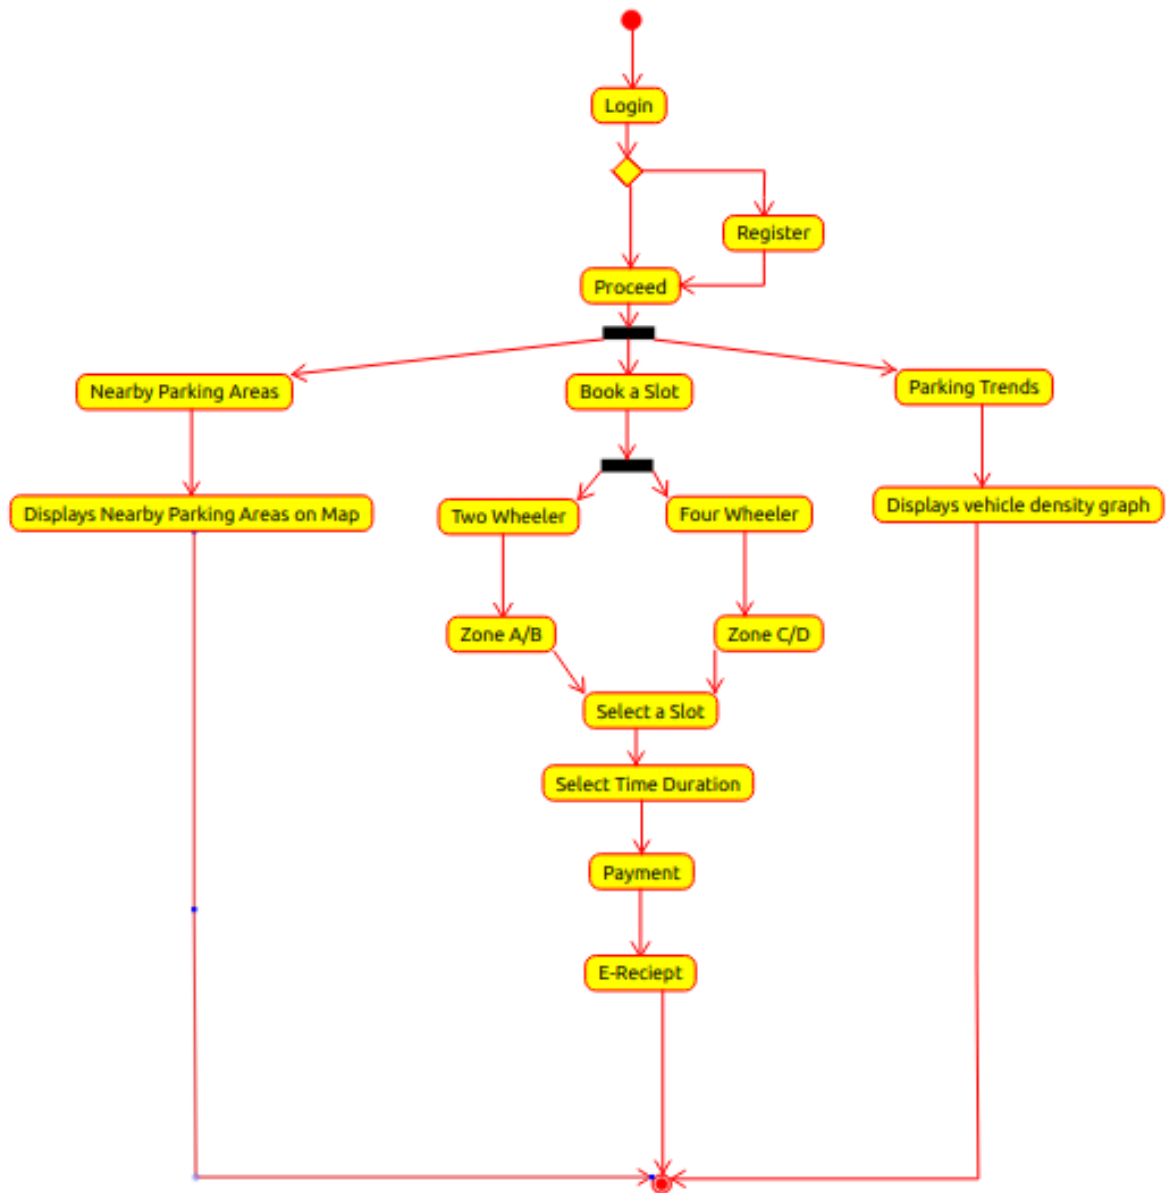 Login
Register
Proceed
Nearby Parking Areas
Book a Slot
Parking Trends
Displays Nearby Parking Areas on Map
Two Wheeler
Four Wheeler
Displays vehicle density graph
Zone A/B
Zone C/D
Select a Slot
Select Time Duration
Payment
E-Reciept